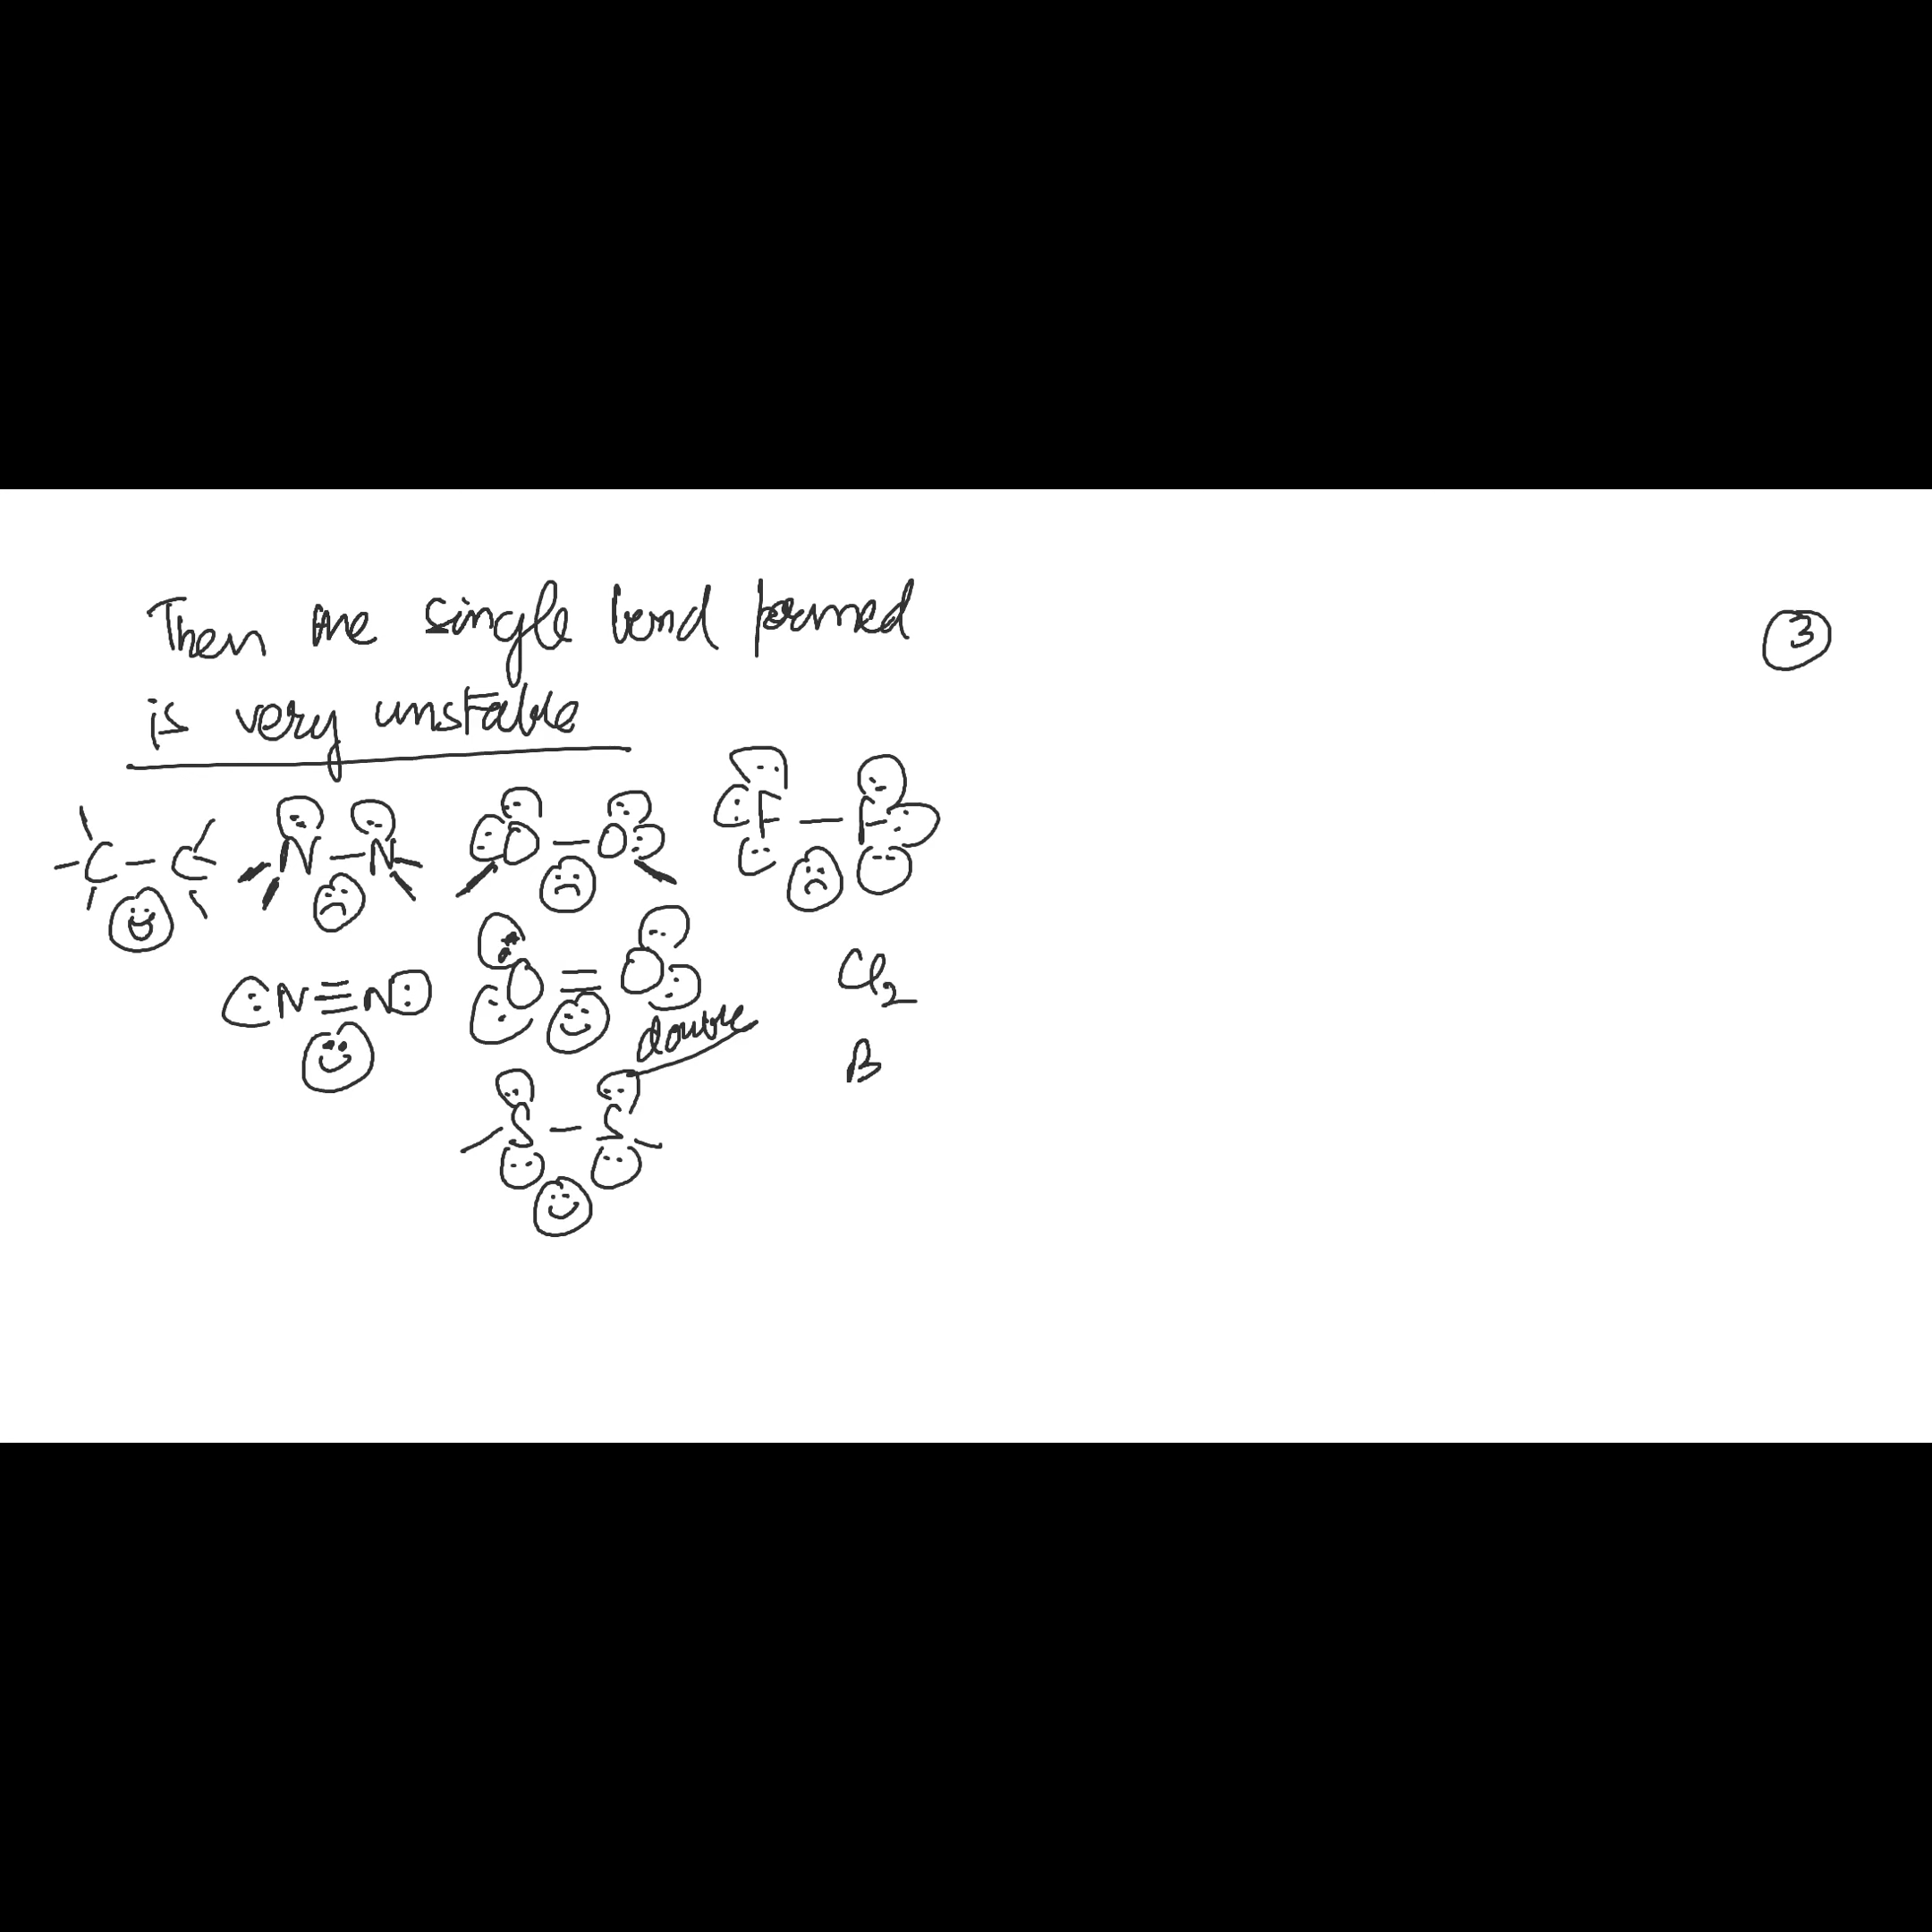 Then the single bond formed
3
is very unstable
C - C
N - N
O - O
F - F
N ≡ N
O = O
Cl2
double
B
S - S